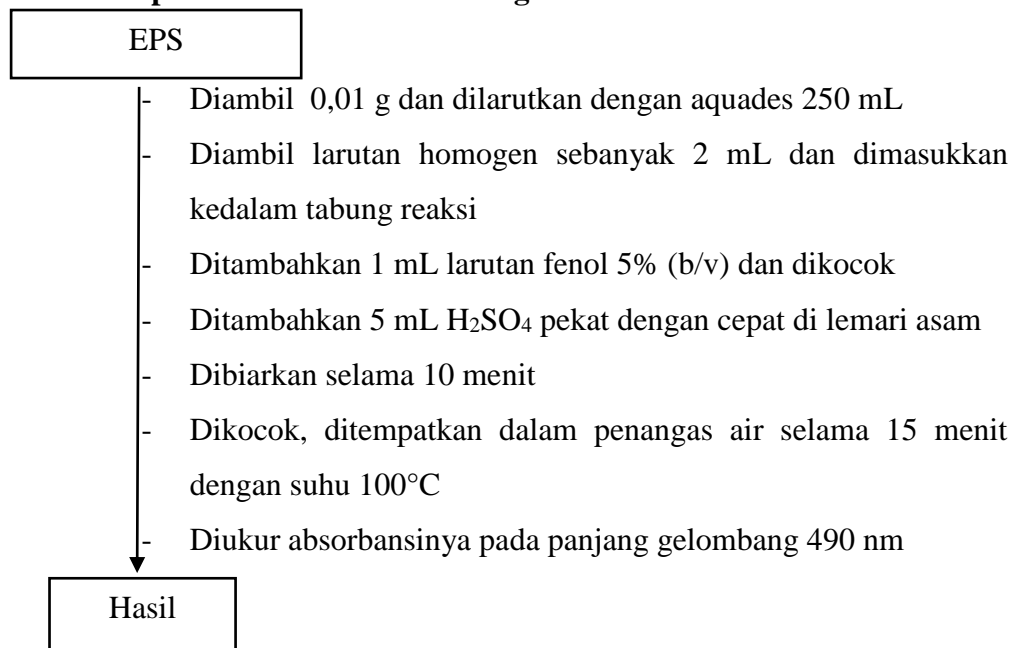 EPS
- Diambil 0,01 g dan dilarutkan dengan aquades 250 mL
- Diambil larutan homogen sebanyak 2 mL dan dimasukkan
kedalam tabung reaksi
- Ditambahkan 1 mL larutan fenol 5% (b/v) dan dikocok
- Ditambahkan 5 mL H₂SO₄ pekat dengan cepat di lemari asam
- Dibiarkan selama 10 menit
- Dikocok, ditempatkan dalam penangas air selama 15 menit
dengan suhu 100°C
- Diukur absorbansinya pada panjang gelombang 490 nm
Hasil